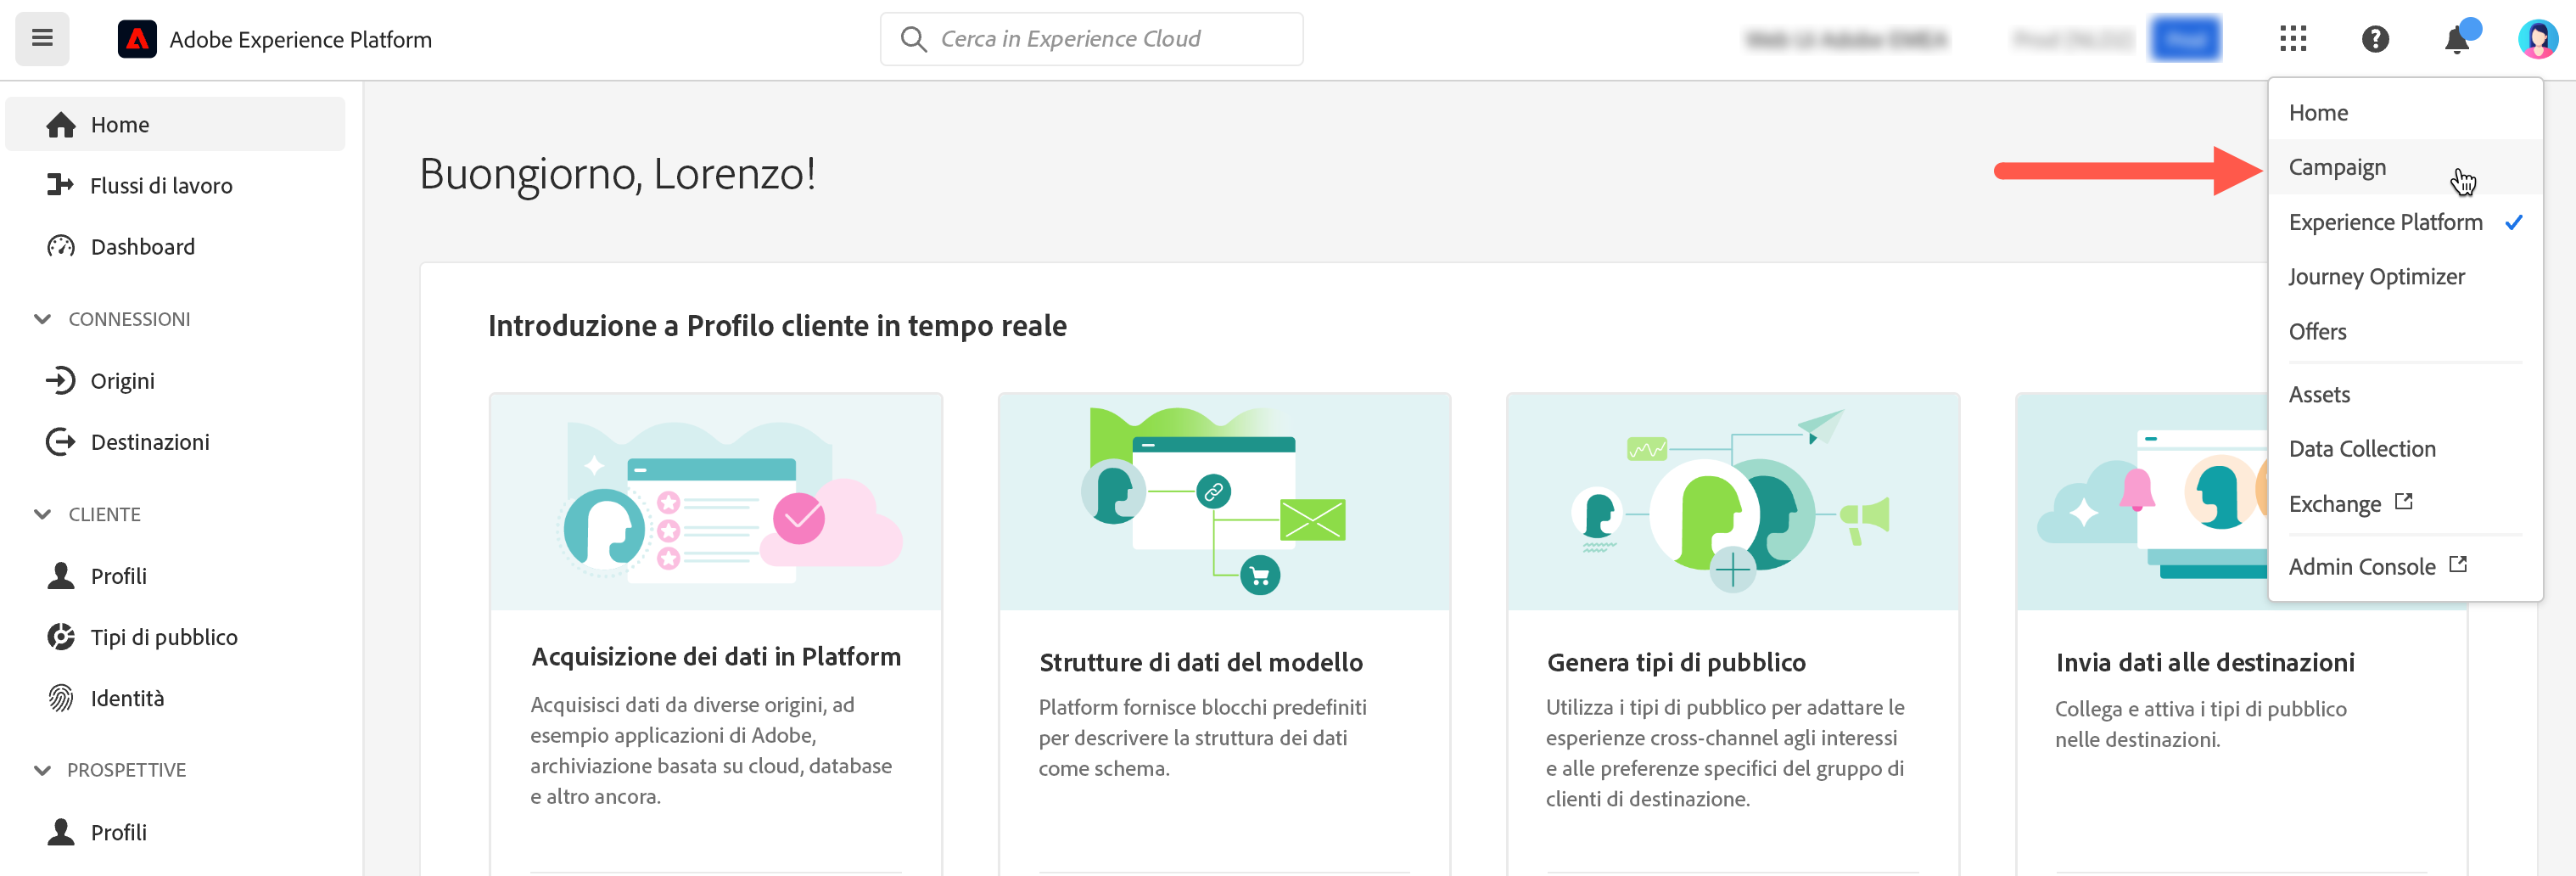 Adobe Experience Platform
Cerca in Experience Cloud
Home
Flussi di lavoro
Dashboard
CONNESSIONI
Origini
Destinazioni
CLIENTE
Profili
Tipi di pubblico
Identità
PROSPETTIVE
Profili
Buongiorno, Lorenzo!
Introduzione a Profilo cliente in tempo reale
Acquisizione dei dati in Platform
Acquisisci dati da diverse origini, ad
esempio applicazioni di Adobe,
archiviazione basata su cloud, database
e altro ancora.
Strutture di dati del modello
Platform fornisce blocchi predefiniti
per descrivere la struttura dei dati
come schema.
Genera tipi di pubblico
Utilizza i tipi di pubblico per adattare le
esperienze cross-channel agli interessi
e alle preferenze specifici del gruppo di
clienti di destinazione.
Invia dati alle destinazioni
Collega e attiva i tipi di pubblico
nelle destinazioni.
Home
Campaign
Experience Platform
Journey Optimizer
Offers
Assets
Data Collection
Exchange
Admin Console